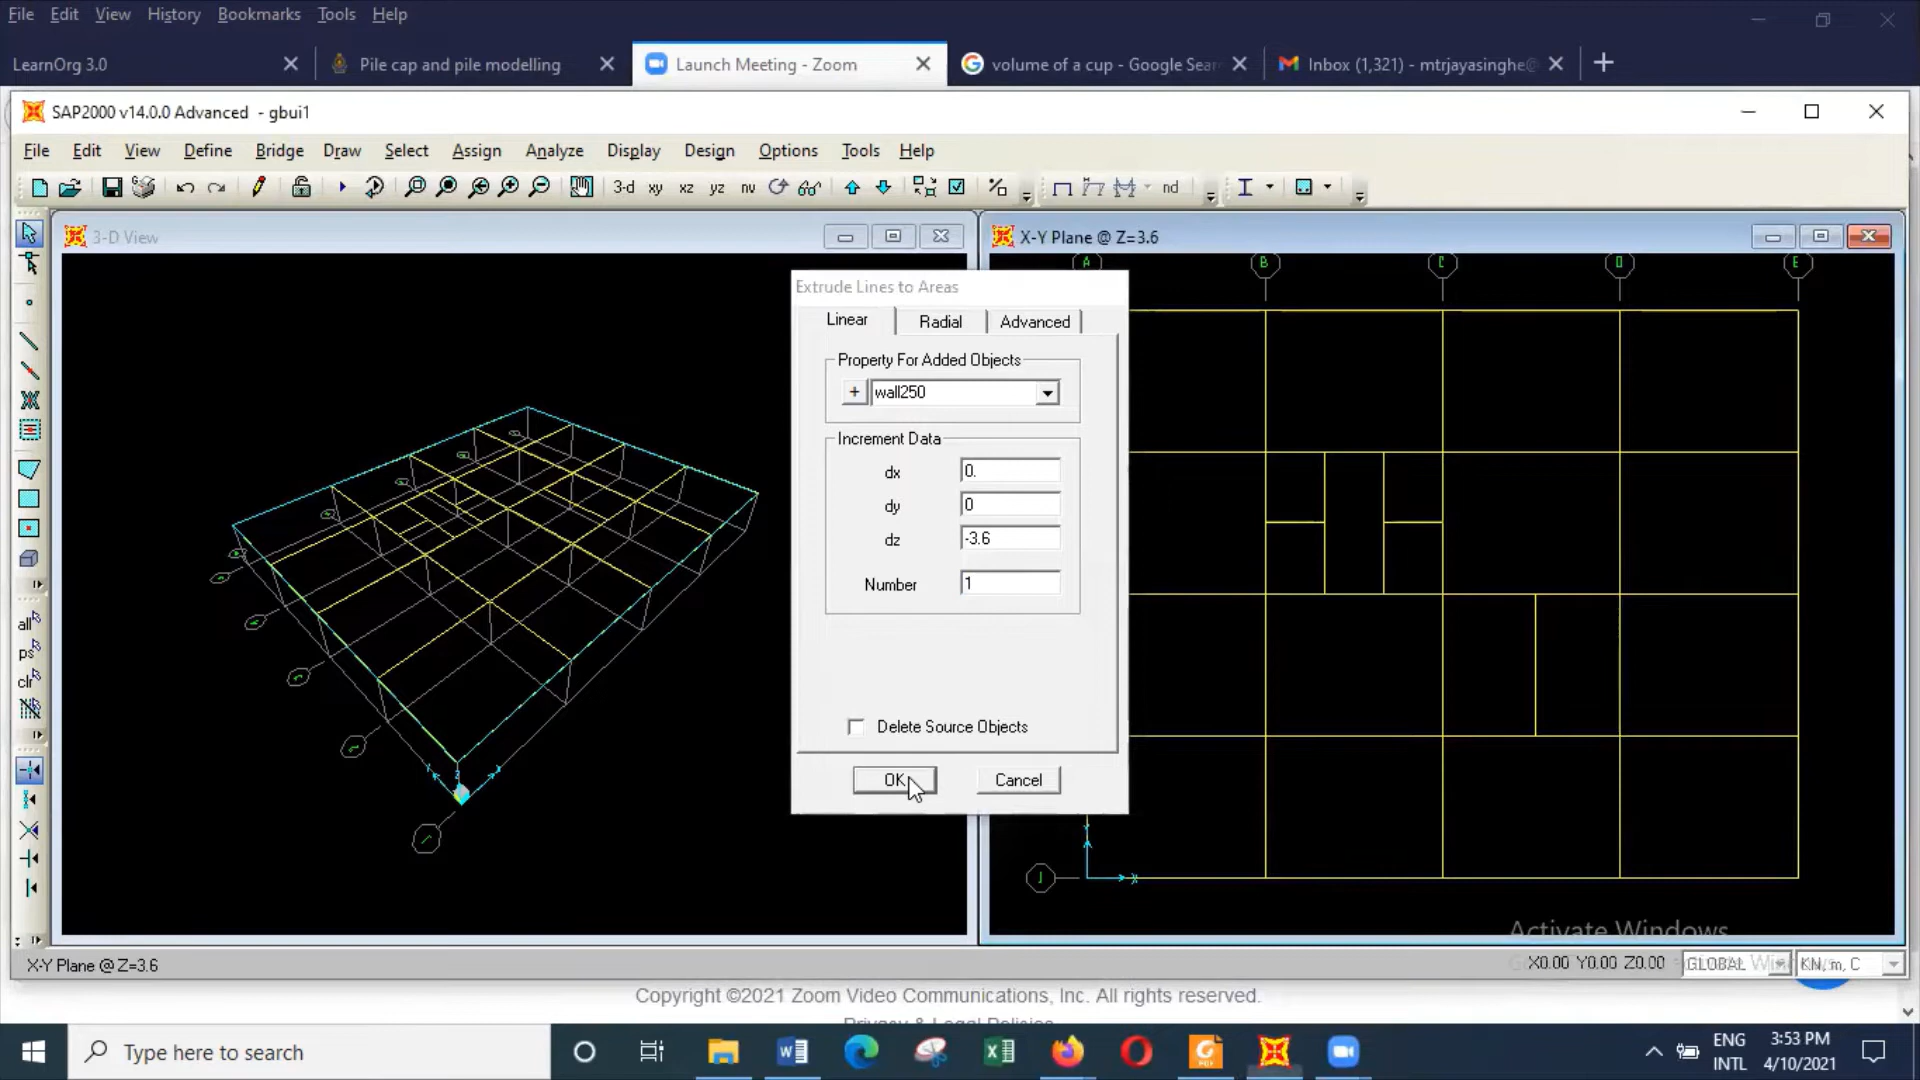 File Edit View History Bookmarks Tools Help
LearnOrg 3.0
Pile cap and pile modelling
Launch Meeting - Zoom
volume of a cup - Google Sear
Inbox (1,321) - mtrjayasinghe@
SAP2000 v14.0.0 Advanced - gbui1
File Edit View Define Bridge Draw Select Assign Analyze Display Design Options Tools Help
3-d xy xz yz nv nd
3-D View
X-Y Plane @ Z=3.6
A B C D E
Extrude Lines to Areas
Linear Radial Advanced
Property For Added Objects
+ wall250
Increment Data
dx 0.
dy 0
dz -3.6
Number 1
all
ps
clr
Delete Source Objects
OK Cancel
X
Activate Windows
X-Y Plane @ Z=3.6
X0.00 Y0.00 Z0.00 GLOBAL KN, m, C
Copyright ©2021 Zoom Video Communications, Inc. All rights reserved.
Privacy & Legal Policies
Type here to search
ENG
INTL
3:53 PM
4/10/2021